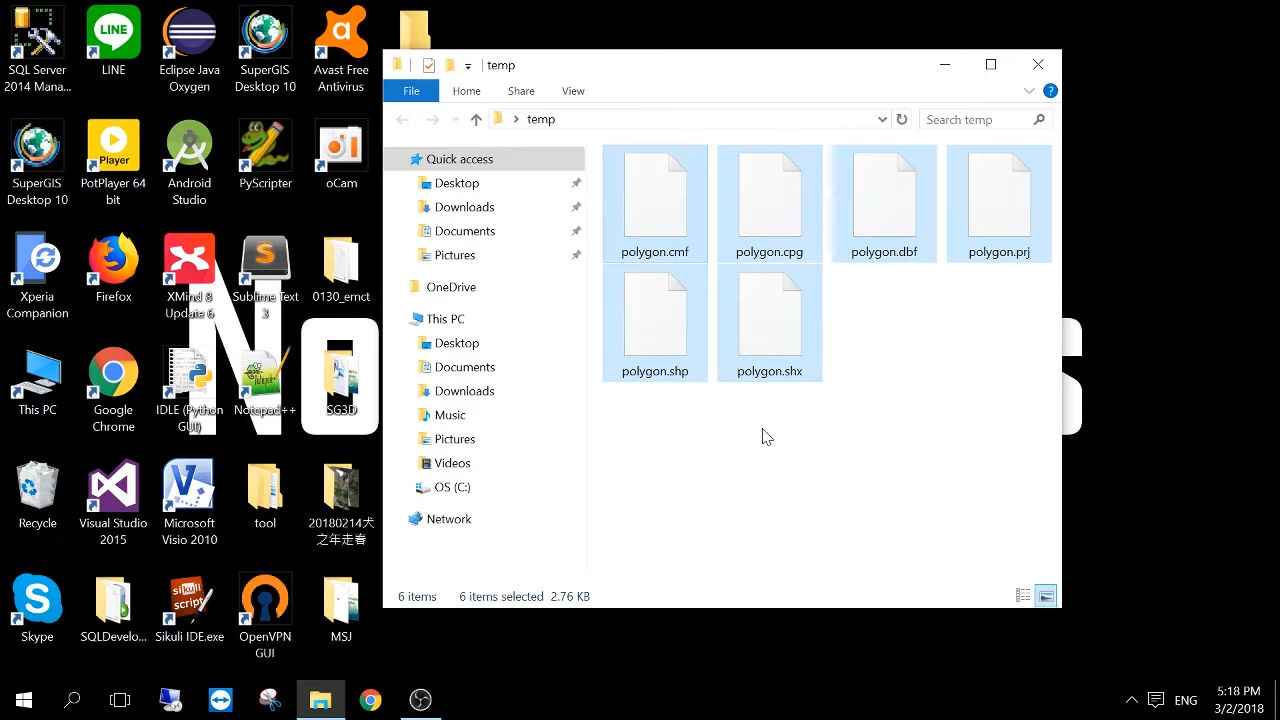 SQL Server
2014 Mana...
LINE
LINE
Eclipse Java
Oxygen
SuperGIS
Desktop 10
Avast Free
Antivirus
SuperGIS
Desktop 10
Player
PotPlayer 64
bit
Android
Studio
PyScripter
oCam
Xperia
Companion
Firefox
XMind 8
Update 6
Sublime Text
3
0130_emct
This PC
Google
Chrome
IDLE (Python
GUI)
Notepad++
SG3D
Recycle
Visual Studio
2015
Microsoft
Visio 2010
tool
20180214犬
之年走春
Skype
SQLDevelo...
sikuli
script
Sikuli IDE.exe
OpenVPN
GUI
MSJ
temp
File
Home
Share
View
temp
Search temp
Quick access
Desktop
Downloads
Documents
Pictures
OneDrive
This PC
Desktop
Documents
Downloads
Music
Pictures
Videos
OS (C:)
Network
polygon.cmf
polygon.cpg
polygon.dbf
polygon.prj
polygon.shp
polygon.shx
6 items
6 items selected 2.76 KB
ENG
5:18 PM
3/2/2018